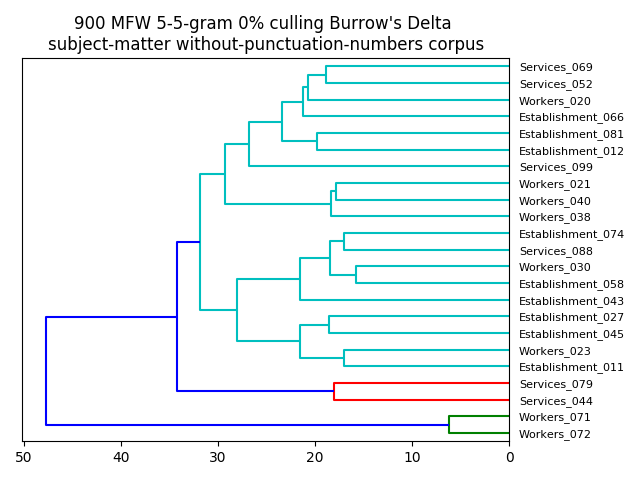 900 MFW 5-5-gram 0% culling Burrow's Delta
subject-matter without-punctuation-numbers corpus
Services_069
Services_052
Workers_020
Establishment_066
Establishment_081
Establishment_012
Services_099
Workers_021
Workers_040
Workers_038
Establishment_074
Services_088
Workers_030
Establishment_058
Establishment_043
Establishment_027
Establishment_045
Workers_023
Establishment_011
Services_079
Services_044
Workers_071
Workers_072
50 40 30 20 10 0